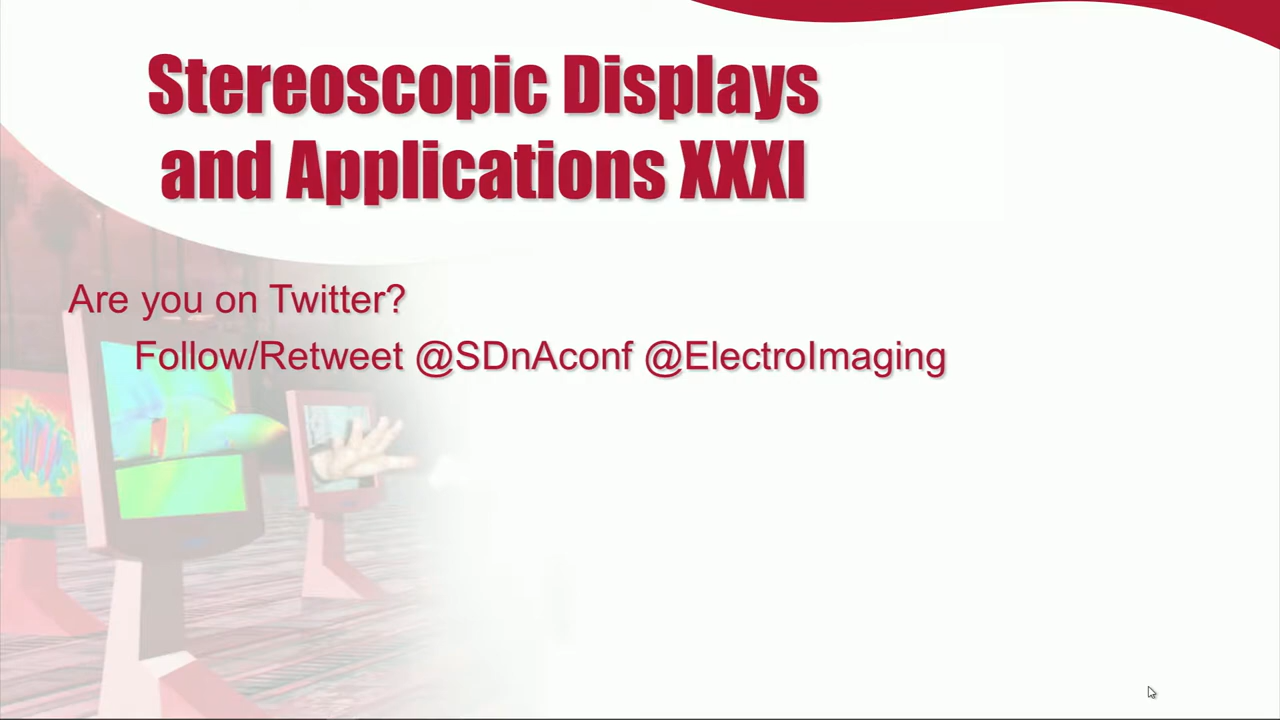 Stereoscopic Displays
and Applications XXXI
Are you on Twitter?
Follow/Retweet @SDnAconf @ElectroImaging